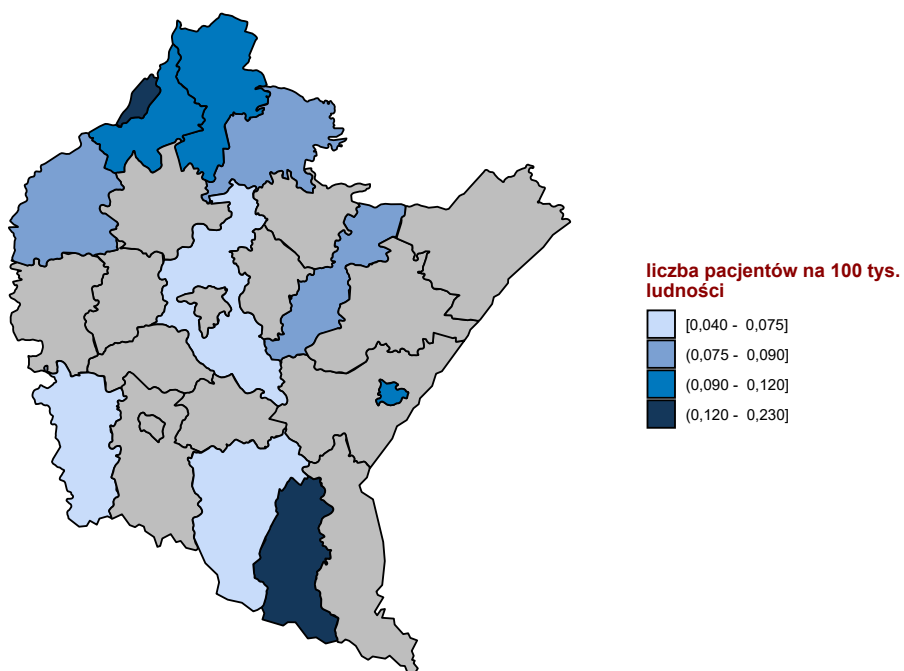 liczba pacjentów na 100 tys.
ludności
[0,040 - 0,075]
(0,075 - 0,090]
(0,090 - 0,120]
(0,120 - 0,230]